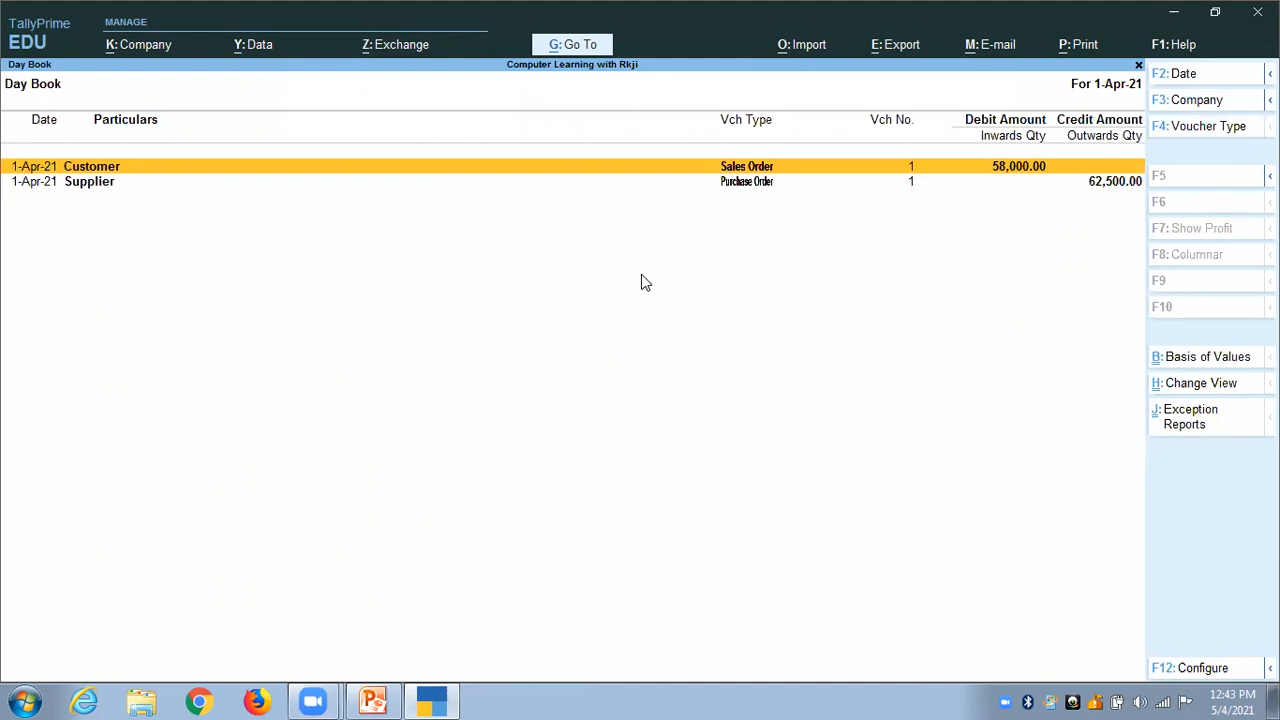 TallyPrime
EDU
MANAGE
K: Company
Y: Data
Z: Exchange
G: Go To
O: Import
E: Export
M: E-mail
P: Print
F1: Help
Day Book
Computer Learning with Rkji
Day Book
For 1-Apr-21
Date Particulars Vch Type Vch No. Debit Amount Credit Amount
Inwards Qty Outwards Qty
1-Apr-21 Customer Sales Order 1 58,000.00
1-Apr-21 Supplier Purchase Order 1 62,500.00
F2: Date
F3: Company
F4: Voucher Type
F5
F6
F7: Show Profit
F8: Columnar
F9
F10
B: Basis of Values
H: Change View
J: Exception
Reports
F12: Configure
12:43 PM
5/4/2021